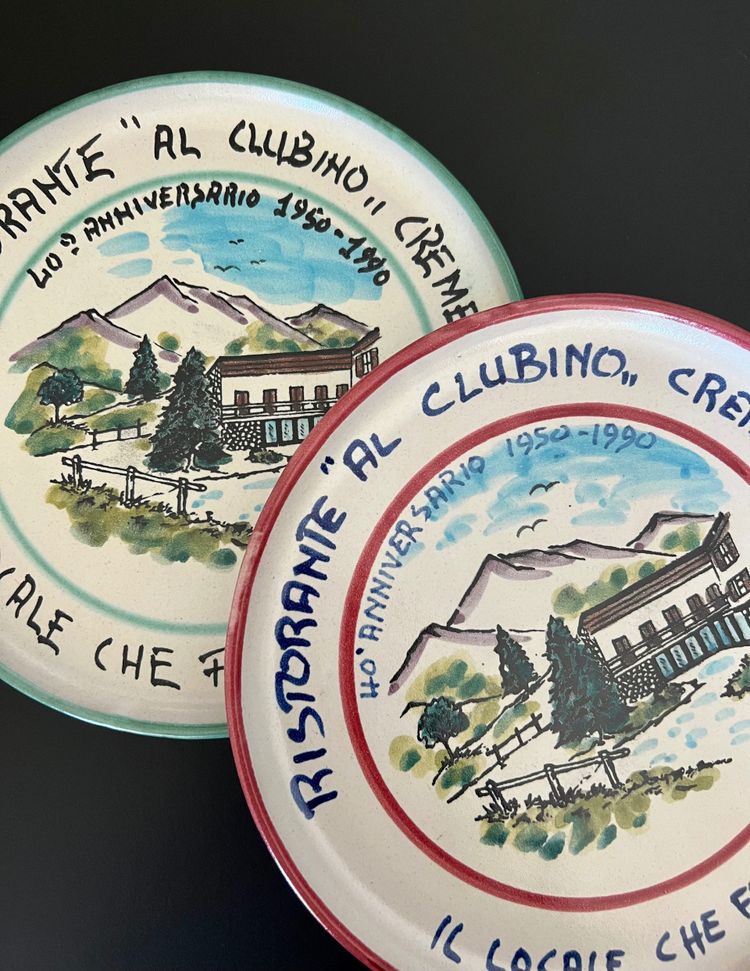 RANTE "AL CLUBINO„ CREME
40º ANNIVERSARIO 1950-1990
CALE CHE F
RISTORANTE "AL CLUBINO„ CRE
40° ANNIVERSARIO 1950-1990
IL LOCALE CHE F